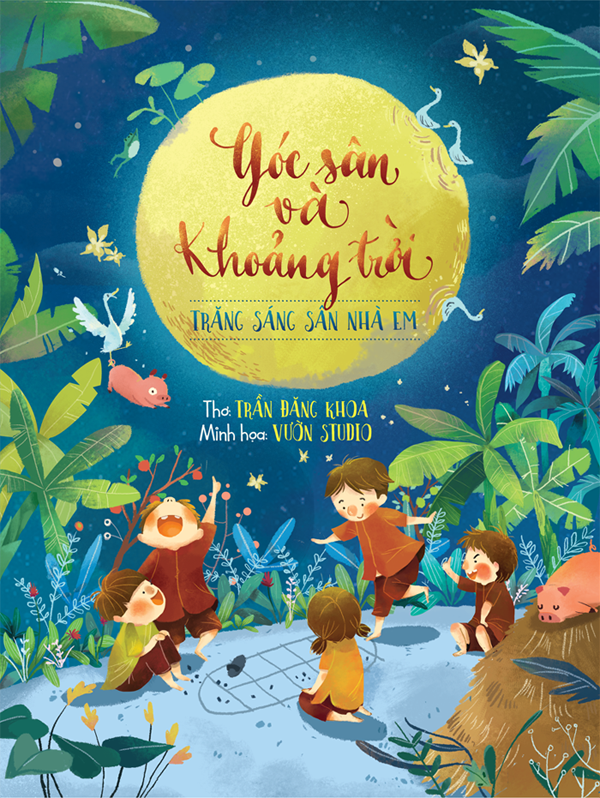 Góc sân
và
Khoảng trời
TRĂNG SÁNG SÂN NHÀ EM
Thơ: TRẦN ĐĂNG KHOA
Minh họa: VƯỜN STUDIO